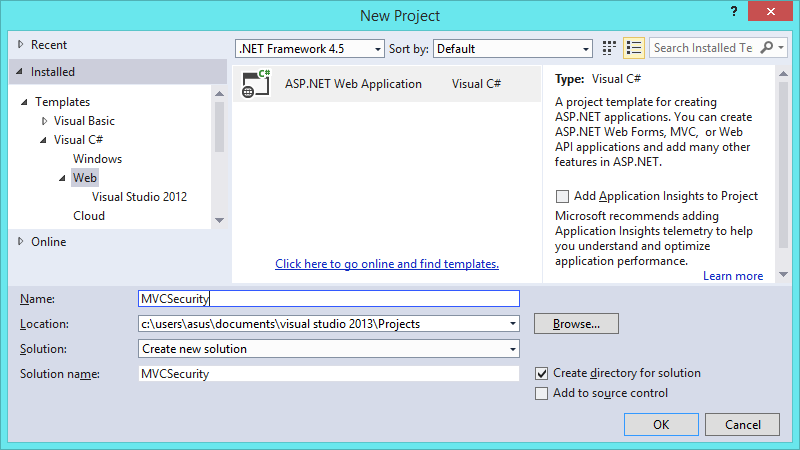 New Project
?
Recent
.NET Framework 4.5
Sort by:
Default
Search Installed Te
Installed
Templates
Visual Basic
Visual C#
Windows
Web
Visual Studio 2012
Cloud
Online
C#
ASP.NET Web Application
Visual C#
Click here to go online and find templates.
Type: Visual C#
A project template for creating
ASP.NET applications. You can create
ASP.NET Web Forms, MVC, or Web
API applications and add many other
features in ASP.NET.
Add Application Insights to Project
Microsoft recommends adding
Application Insights telemetry to help
you understand and optimize
application performance.
Learn more
Name:
MVCSecurity
Location:
c:\users\asus\documents\visual studio 2013\Projects
Browse...
Solution:
Create new solution
Solution name:
MVCSecurity
Create directory for solution
Add to source control
OK
Cancel